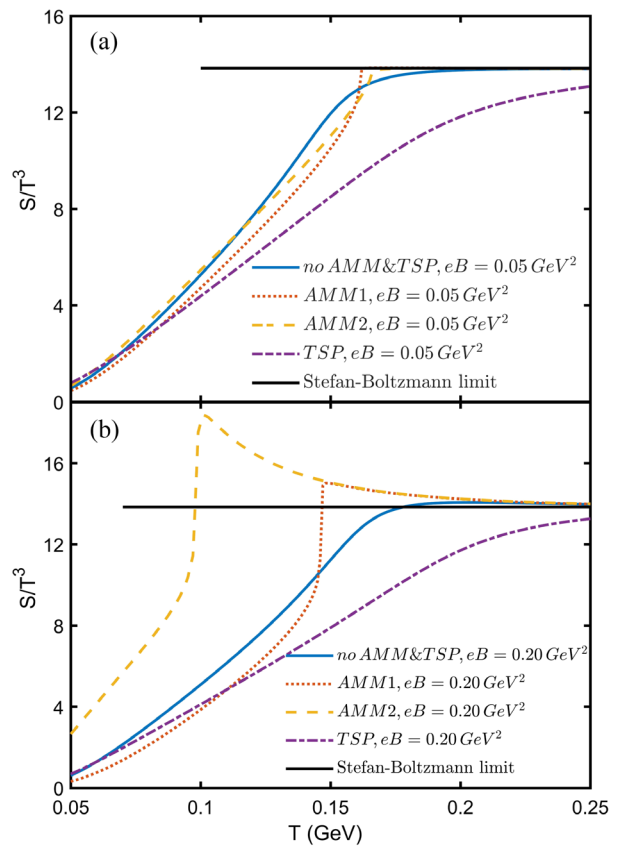 (a)
16
12
8
4
0
S/T³
no AMM&TSP, eB = 0.05 GeV²
AMM1, eB = 0.05 GeV²
AMM2, eB = 0.05 GeV²
TSP, eB = 0.05 GeV²
Stefan-Boltzmann limit
(b)
16
12
8
4
0
S/T³
no AMM&TSP, eB = 0.20 GeV²
AMM1, eB = 0.20 GeV²
AMM2, eB = 0.20 GeV²
TSP, eB = 0.20 GeV²
Stefan-Boltzmann limit
0.05 0.1 0.15 0.2 0.25
T (GeV)